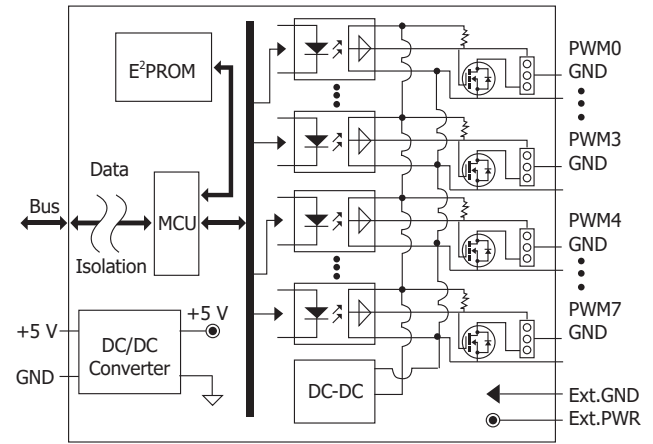 E²PROM
Data
Bus
MCU
Isolation
+5 V
+5 V
DC/DC
Converter
GND
DC-DC
PWM0
GND
PWM3
GND
PWM4
GND
PWM7
GND
Ext.GND
Ext.PWR